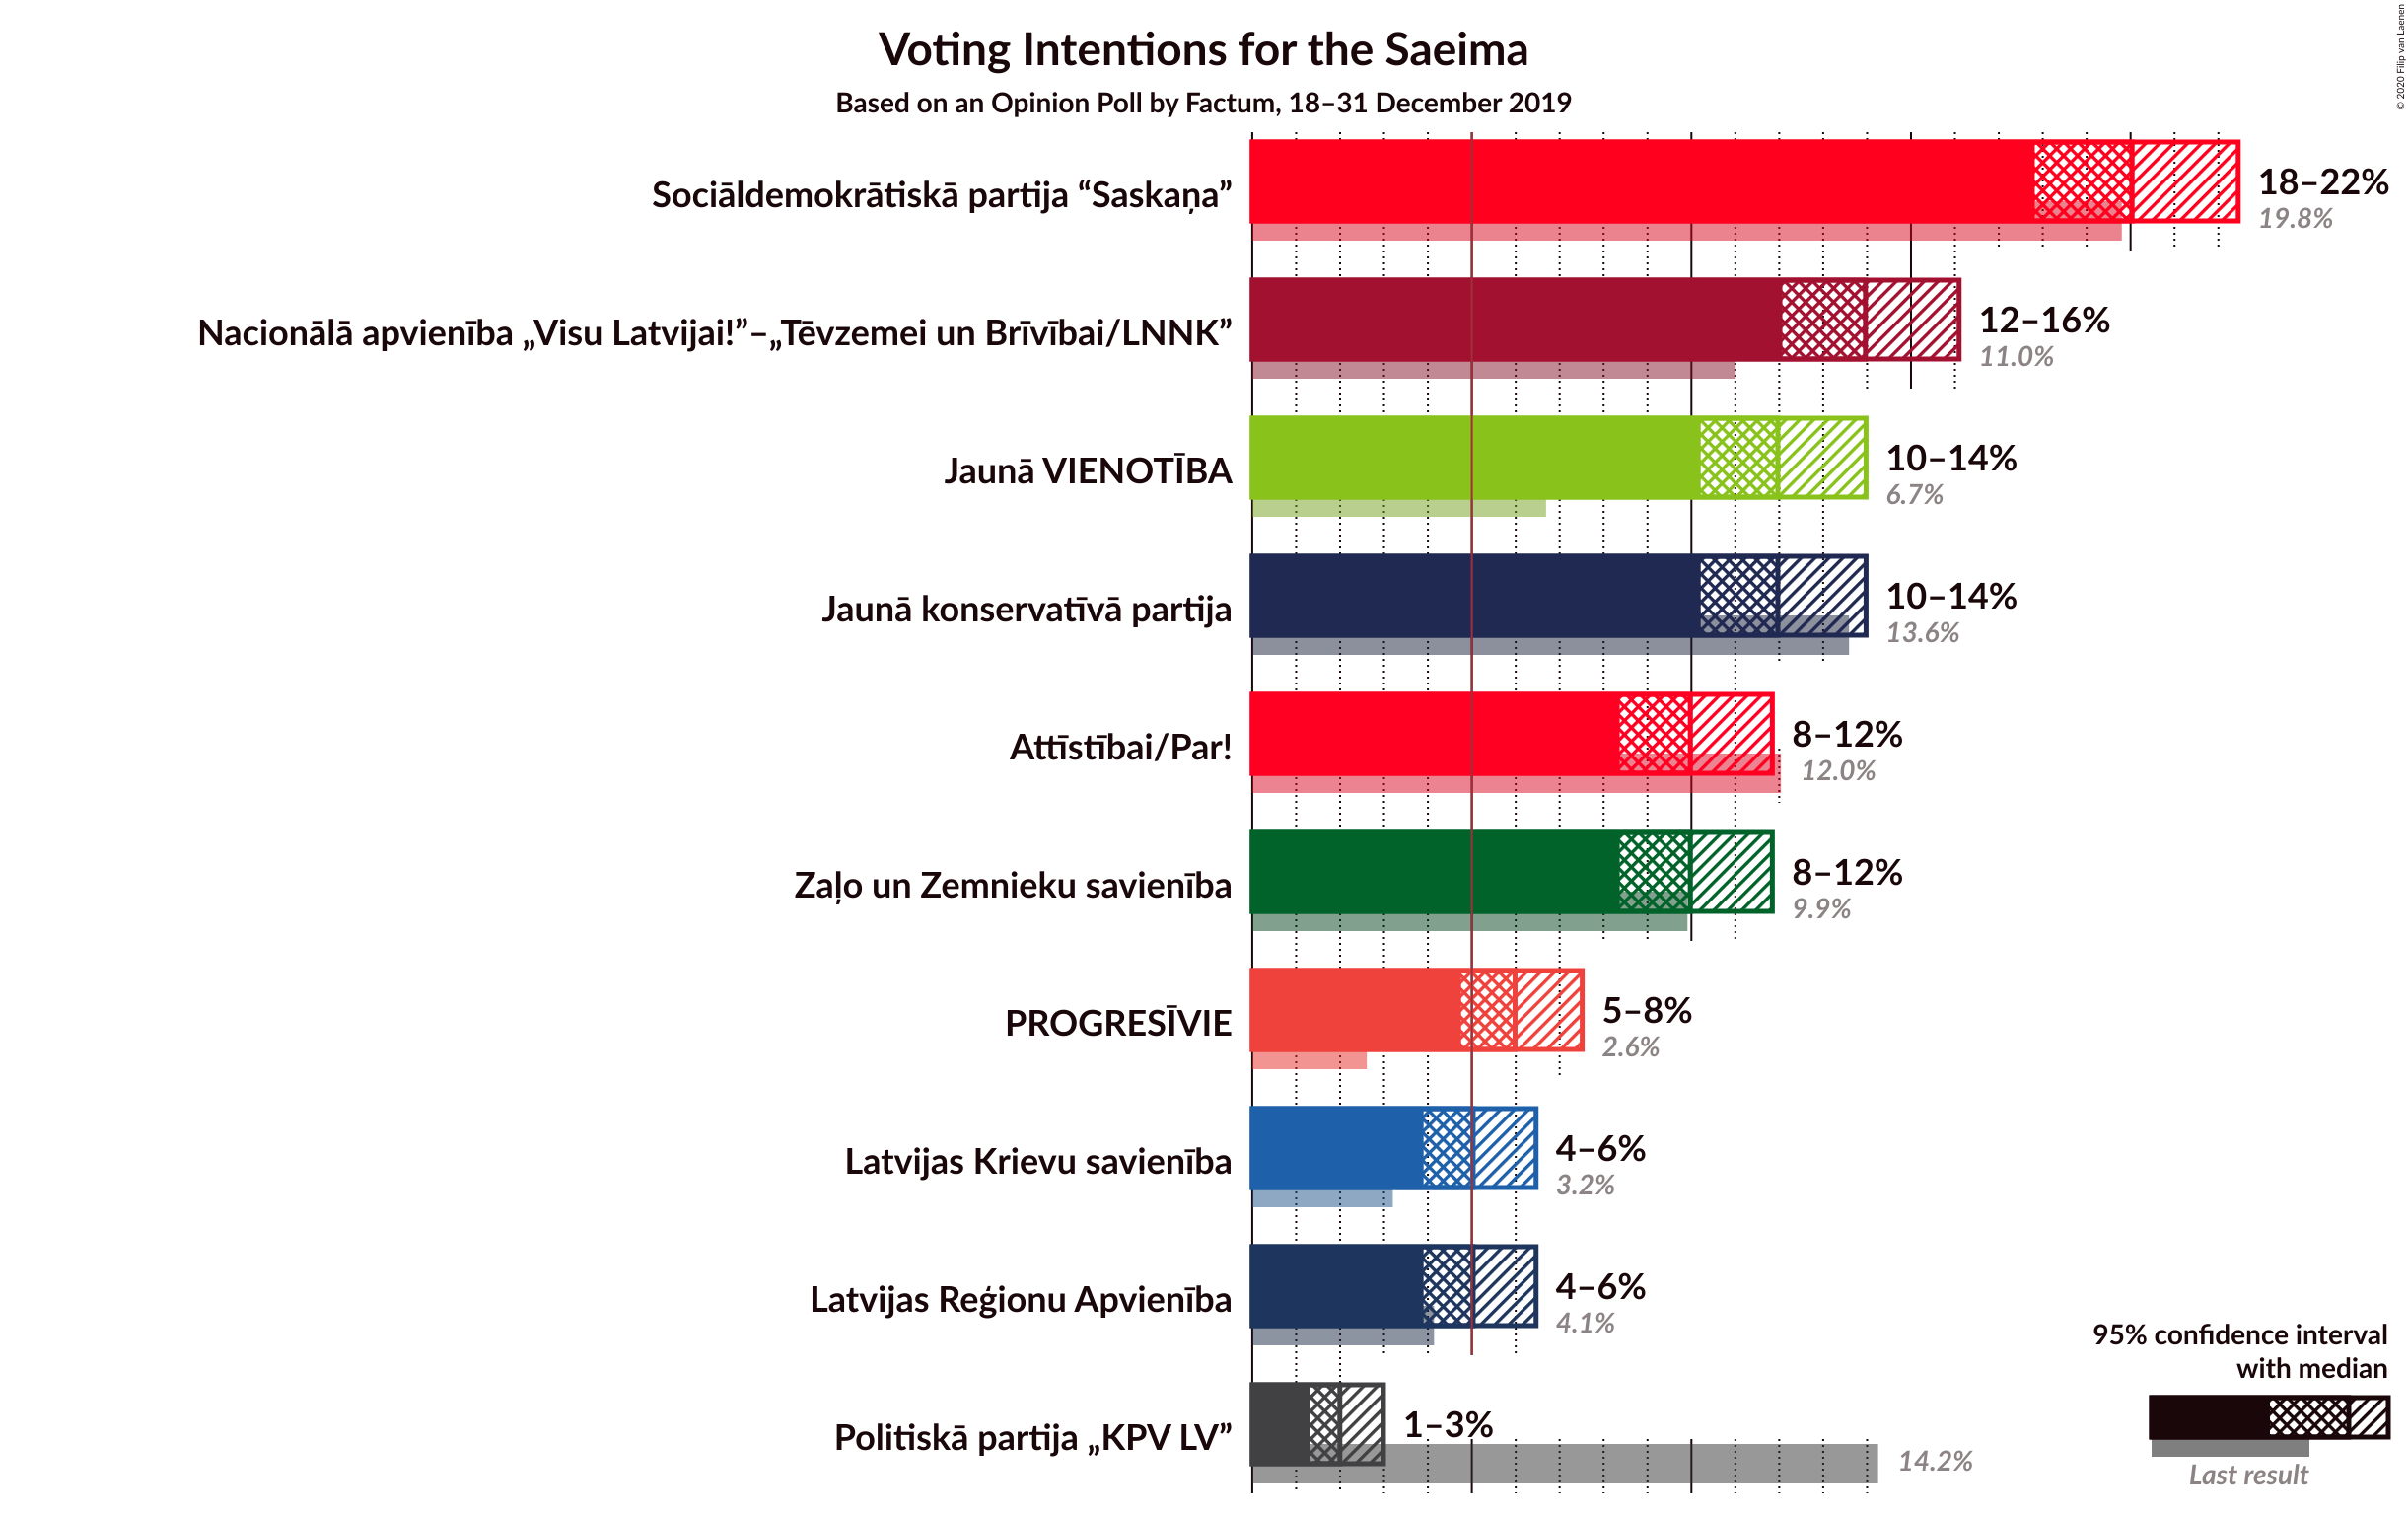 Voting Intentions for the Saeima
Based on an Opinion Poll by Factum, 18–31 December 2019
© 2020 Filip van Laenen
Sociāldemokrātiskā partija “Saskaņa”
18–22%
19.8%
Nacionālā apvienība „Visu Latvijai!”–„Tēvzemei un Brīvībai/LNNK”
12–16%
11.0%
Jaunā VIENOTĪBA
10–14%
6.7%
Jaunā konservatīvā partija
10–14%
13.6%
Attīstībai/Par!
8–12%
12.0%
Zaļo un Zemnieku savienība
8–12%
9.9%
PROGRESĪVIE
5–8%
2.6%
Latvijas Krievu savienība
4–6%
3.2%
Latvijas Reģionu Apvienība
4–6%
4.1%
Politiskā partija „KPV LV”
1–3%
14.2%
95% confidence interval
with median
Last result